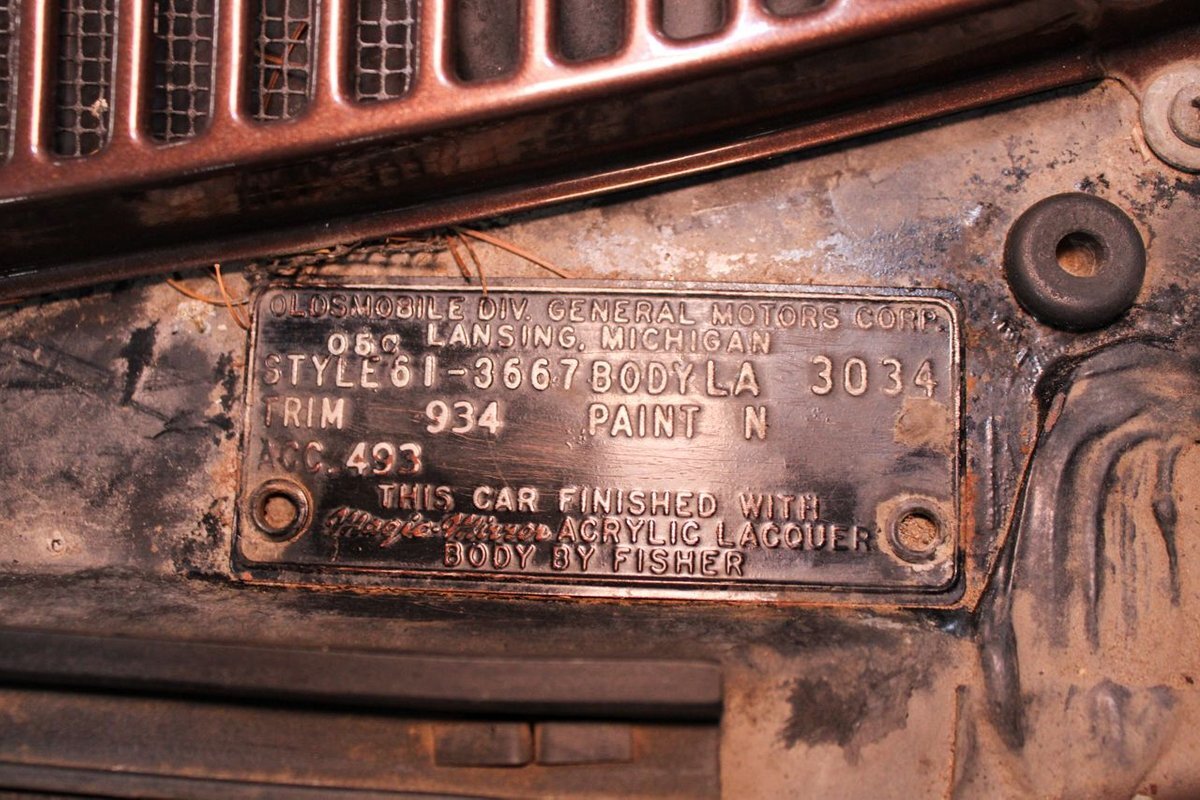 OLDSMOBILE DIV. GENERAL MOTORS CORP.
05C LANSING, MICHIGAN
STYLE 61-3667 BODY LA 3034
TRIM 934 PAINT N
ACC. 493
THIS CAR FINISHED WITH
Magic-Mirror ACRYLIC LACQUER
BODY BY FISHER